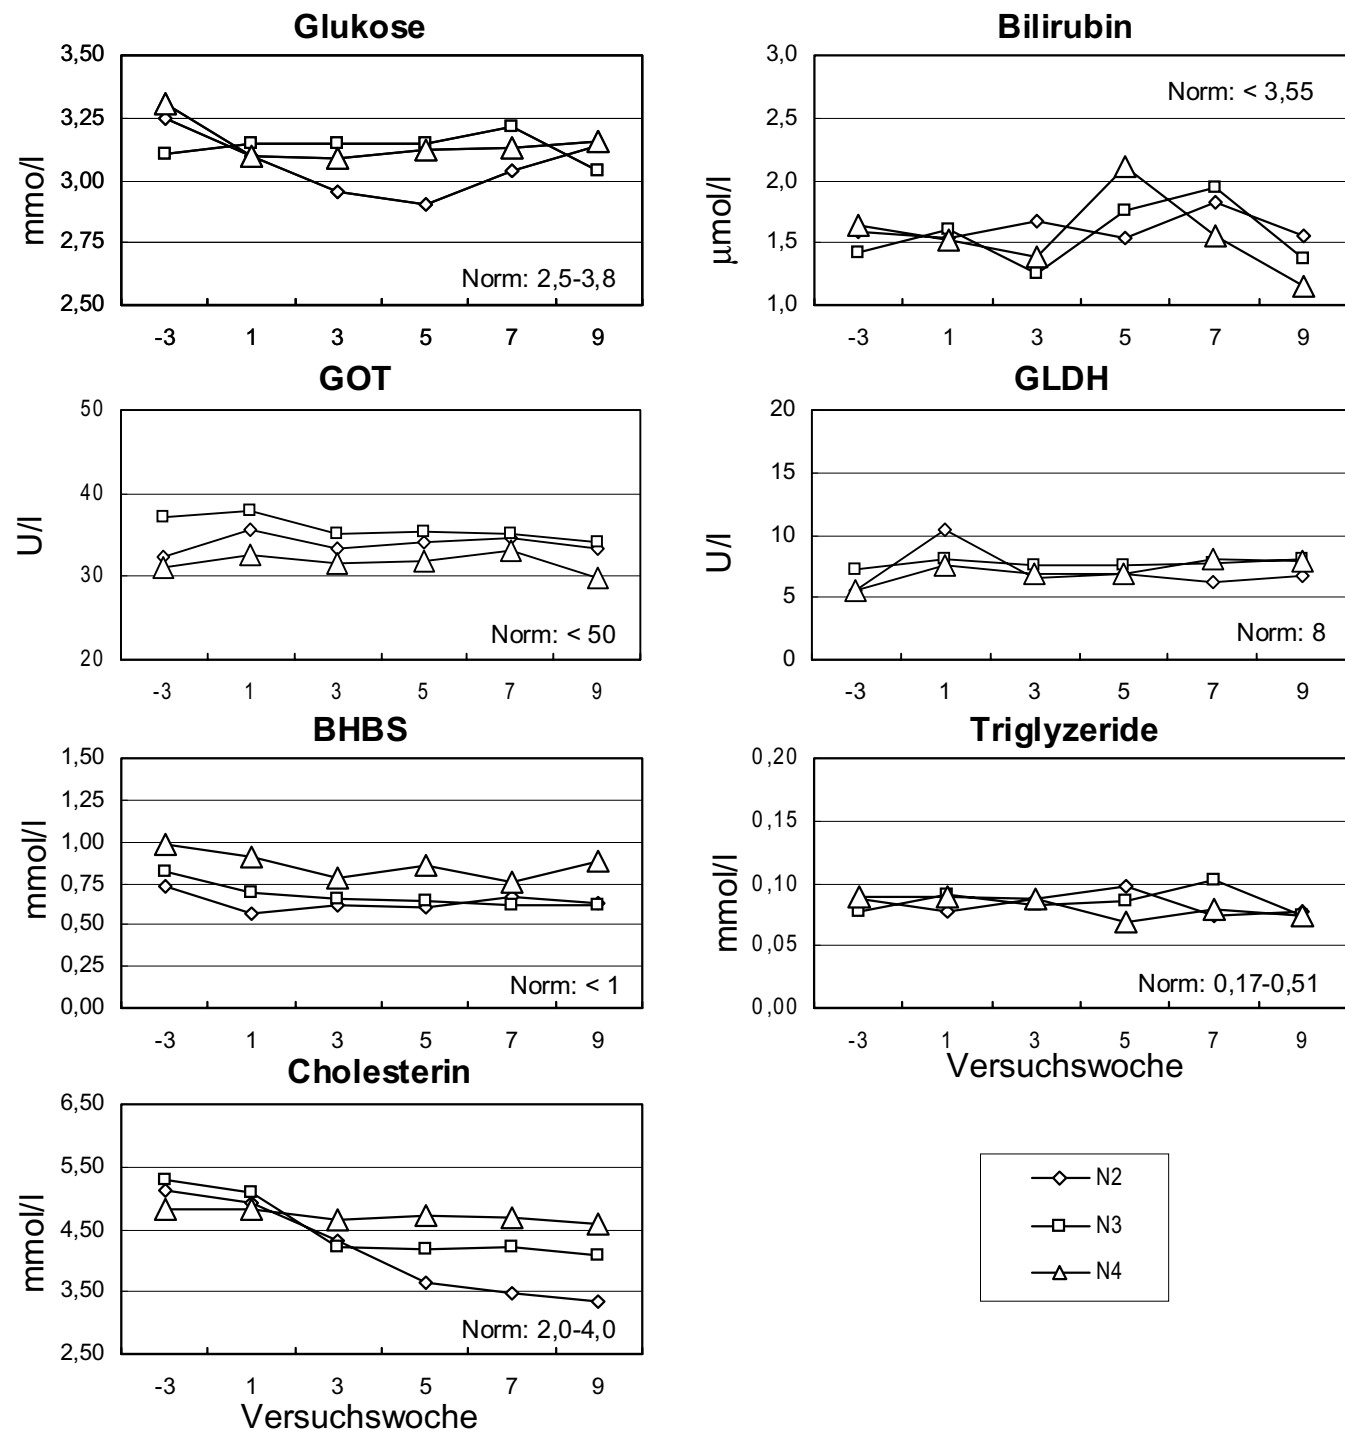 Glukose
3,50
3,25
3,00
2,75
2,50
mmo/l
Norm: 2,5-3,8
-3 1 3 5 7 9
Bilirubin
3,0
2,5
2,0
1,5
1,0
µmol/l
Norm: < 3,55
-3 1 3 5 7 9
GOT
50
40
30
20
U/l
Norm: < 50
-3 1 3 5 7 9
GLDH
20
15
10
5
0
U/l
Norm: 8
-3 1 3 5 7 9
BHBS
1,50
1,25
1,00
0,75
0,50
0,25
0,00
mmol/l
Norm: < 1
-3 1 3 5 7 9
Triglyzeride
0,20
0,15
0,10
0,05
0,00
mmol/l
Norm: 0,17-0,51
-3 1 3 5 7 9
Versuchswoche
Cholesterin
6,50
5,50
4,50
3,50
2,50
mmol/l
Norm: 2,0-4,0
-3 1 3 5 7 9
Versuchswoche
N2
N3
N4